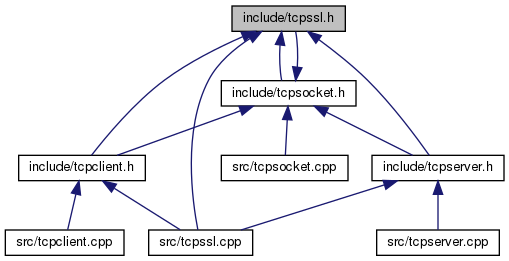 include/tcpssl.h
include/tcpsocket.h
include/tcpclient.h
src/tcpsocket.cpp
include/tcpserver.h
src/tcpclient.cpp
src/tcpssl.cpp
src/tcpserver.cpp